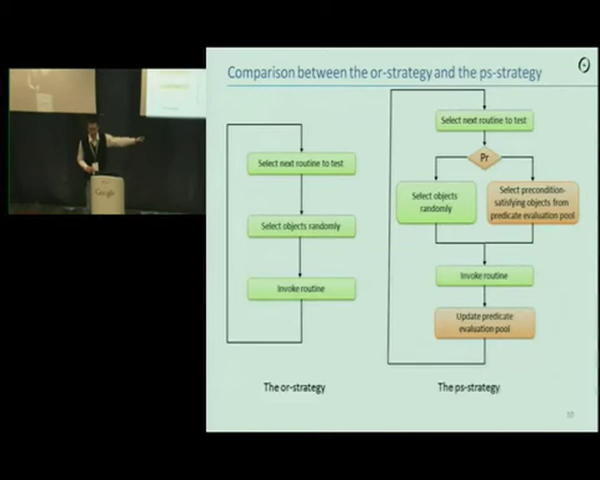 Comparison between the or-strategy and the ps-strategy
Select next routine to test
Select objects randomly
Invoke routine
The or-strategy
Select next routine to test
Pr
Select objects
randomly
Select precondition-
satisfying objects from
predicate evaluation pool
Invoke routine
Update predicate
evaluation pool
The ps-strategy
Google